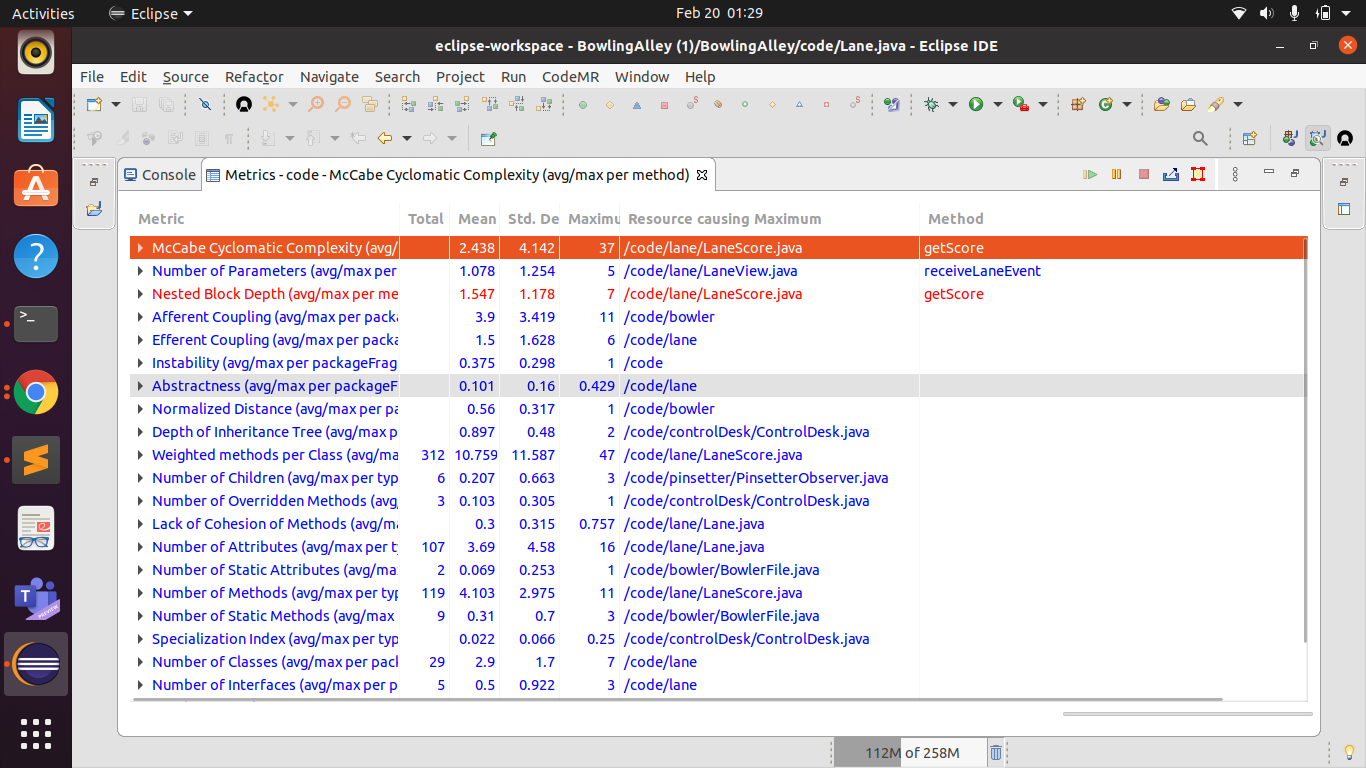 Activities Eclipse Feb 20 01:29
eclipse-workspace - BowlingAlley (1)/BowlingAlley/code/Lane.java - Eclipse IDE
File Edit Source Refactor Navigate Search Project Run CodeMR Window Help
Console Metrics - code - McCabe Cyclomatic Complexity (avg/max per method)
Metric Total Mean Std. De Maximu Resource causing Maximum Method
McCabe Cyclomatic Complexity (avg/ 2.438 4.142 37 /code/lane/LaneScore.java getScore
Number of Parameters (avg/max per 1.078 1.254 5 /code/lane/LaneView.java receiveLaneEvent
Nested Block Depth (avg/max per me 1.547 1.178 7 /code/lane/LaneScore.java getScore
Afferent Coupling (avg/max per packa 3.9 3.419 11 /code/bowler
Efferent Coupling (avg/max per packa 1.5 1.628 6 /code/lane
Instability (avg/max per packageFrag 0.375 0.298 1 /code
Abstractness (avg/max per packageF 0.101 0.16 0.429 /code/lane
Normalized Distance (avg/max per pa 0.56 0.317 1 /code/bowler
Depth of Inheritance Tree (avg/max p 0.897 0.48 2 /code/controlDesk/ControlDesk.java
Weighted methods per Class (avg/ma 312 10.759 11.587 47 /code/lane/LaneScore.java
Number of Children (avg/max per typ 6 0.207 0.663 3 /code/pinsetter/PinsetterObserver.java
Number of Overridden Methods (avg, 3 0.103 0.305 1 /code/controlDesk/ControlDesk.java
Lack of Cohesion of Methods (avg/ma 0.3 0.315 0.757 /code/lane/Lane.java
Number of Attributes (avg/max per ty 107 3.69 4.58 16 /code/lane/Lane.java
Number of Static Attributes (avg/ma 2 0.069 0.253 1 /code/bowler/BowlerFile.java
Number of Methods (avg/max per typ 119 4.103 2.975 11 /code/lane/LaneScore.java
Number of Static Methods (avg/max 9 0.31 0.7 3 /code/bowler/BowlerFile.java
Specialization Index (avg/max per typ 0.022 0.066 0.25 /code/controlDesk/ControlDesk.java
Number of Classes (avg/max per pack 29 2.9 1.7 7 /code/lane
Number of Interfaces (avg/max per p 5 0.5 0.922 3 /code/lane
112M of 258M